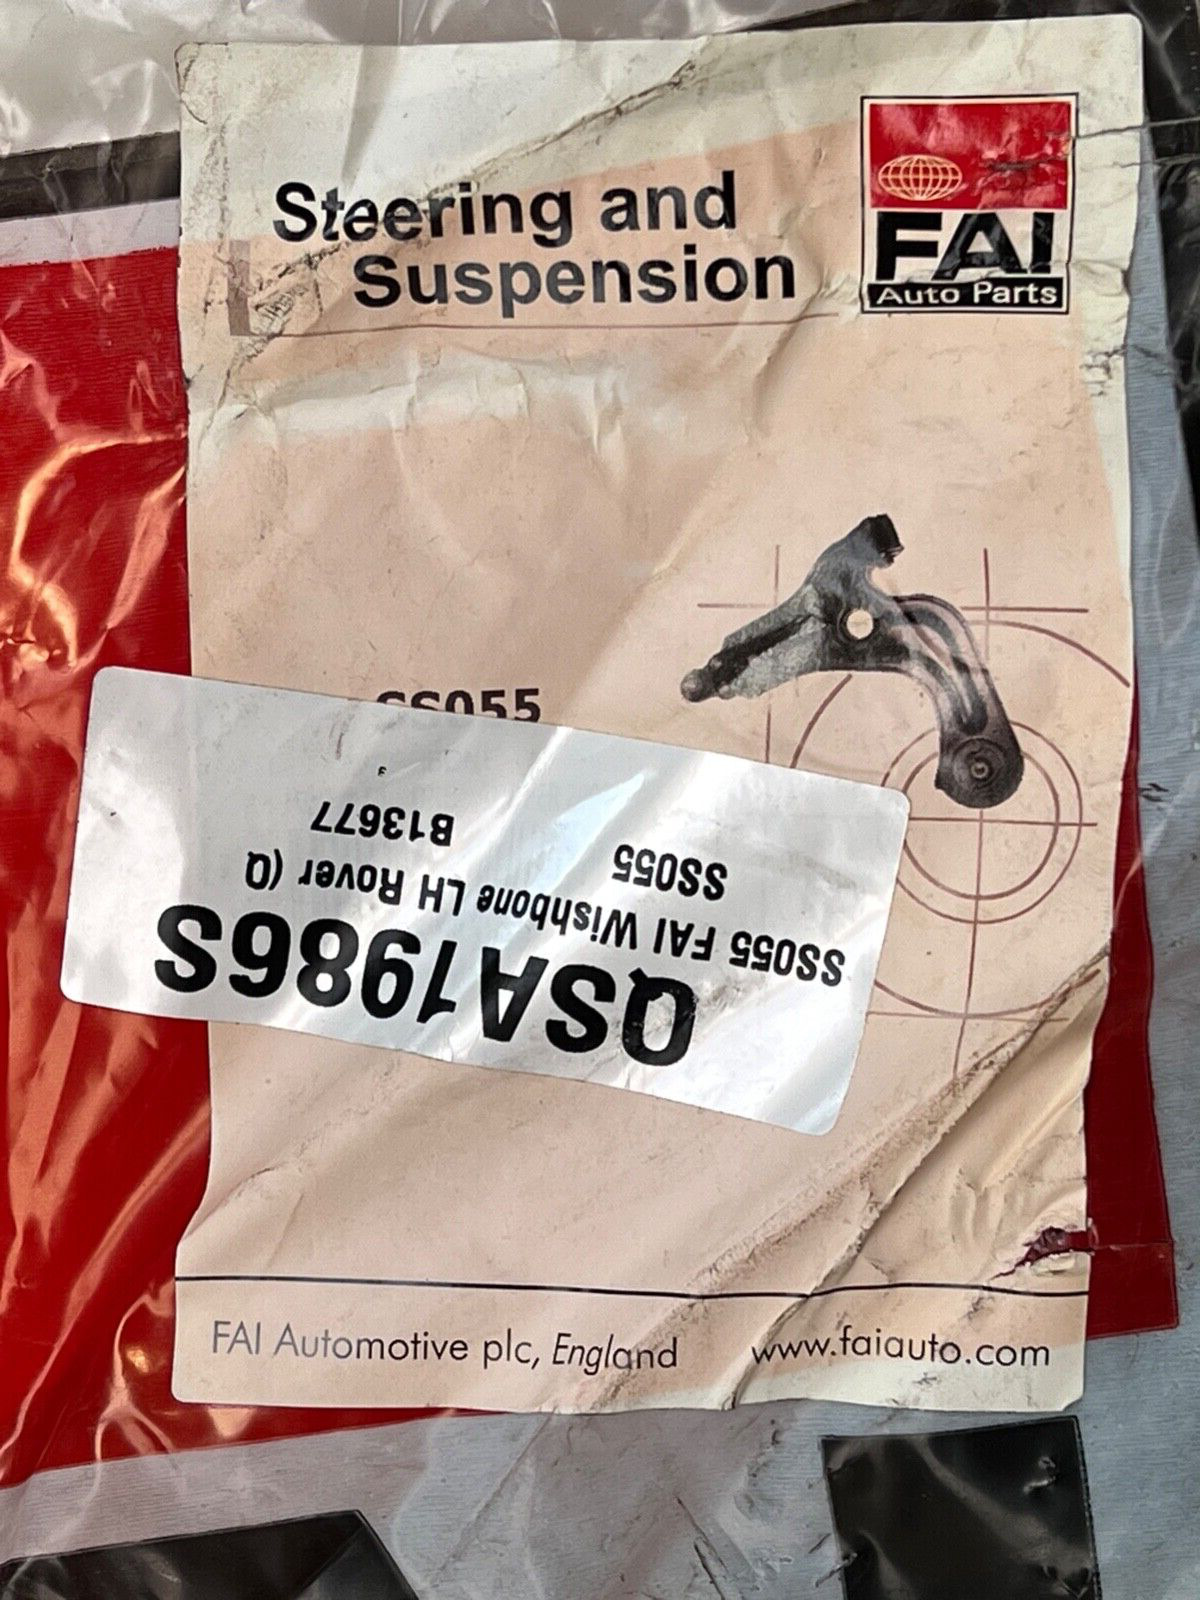 Steering and
Suspension
FAI
Auto Parts
SS055
QSA1986S
SS055 FAI Wishbone LH Rover (Q
SS055
B13677
3
FAI Automotive plc, England
www.faiauto.com